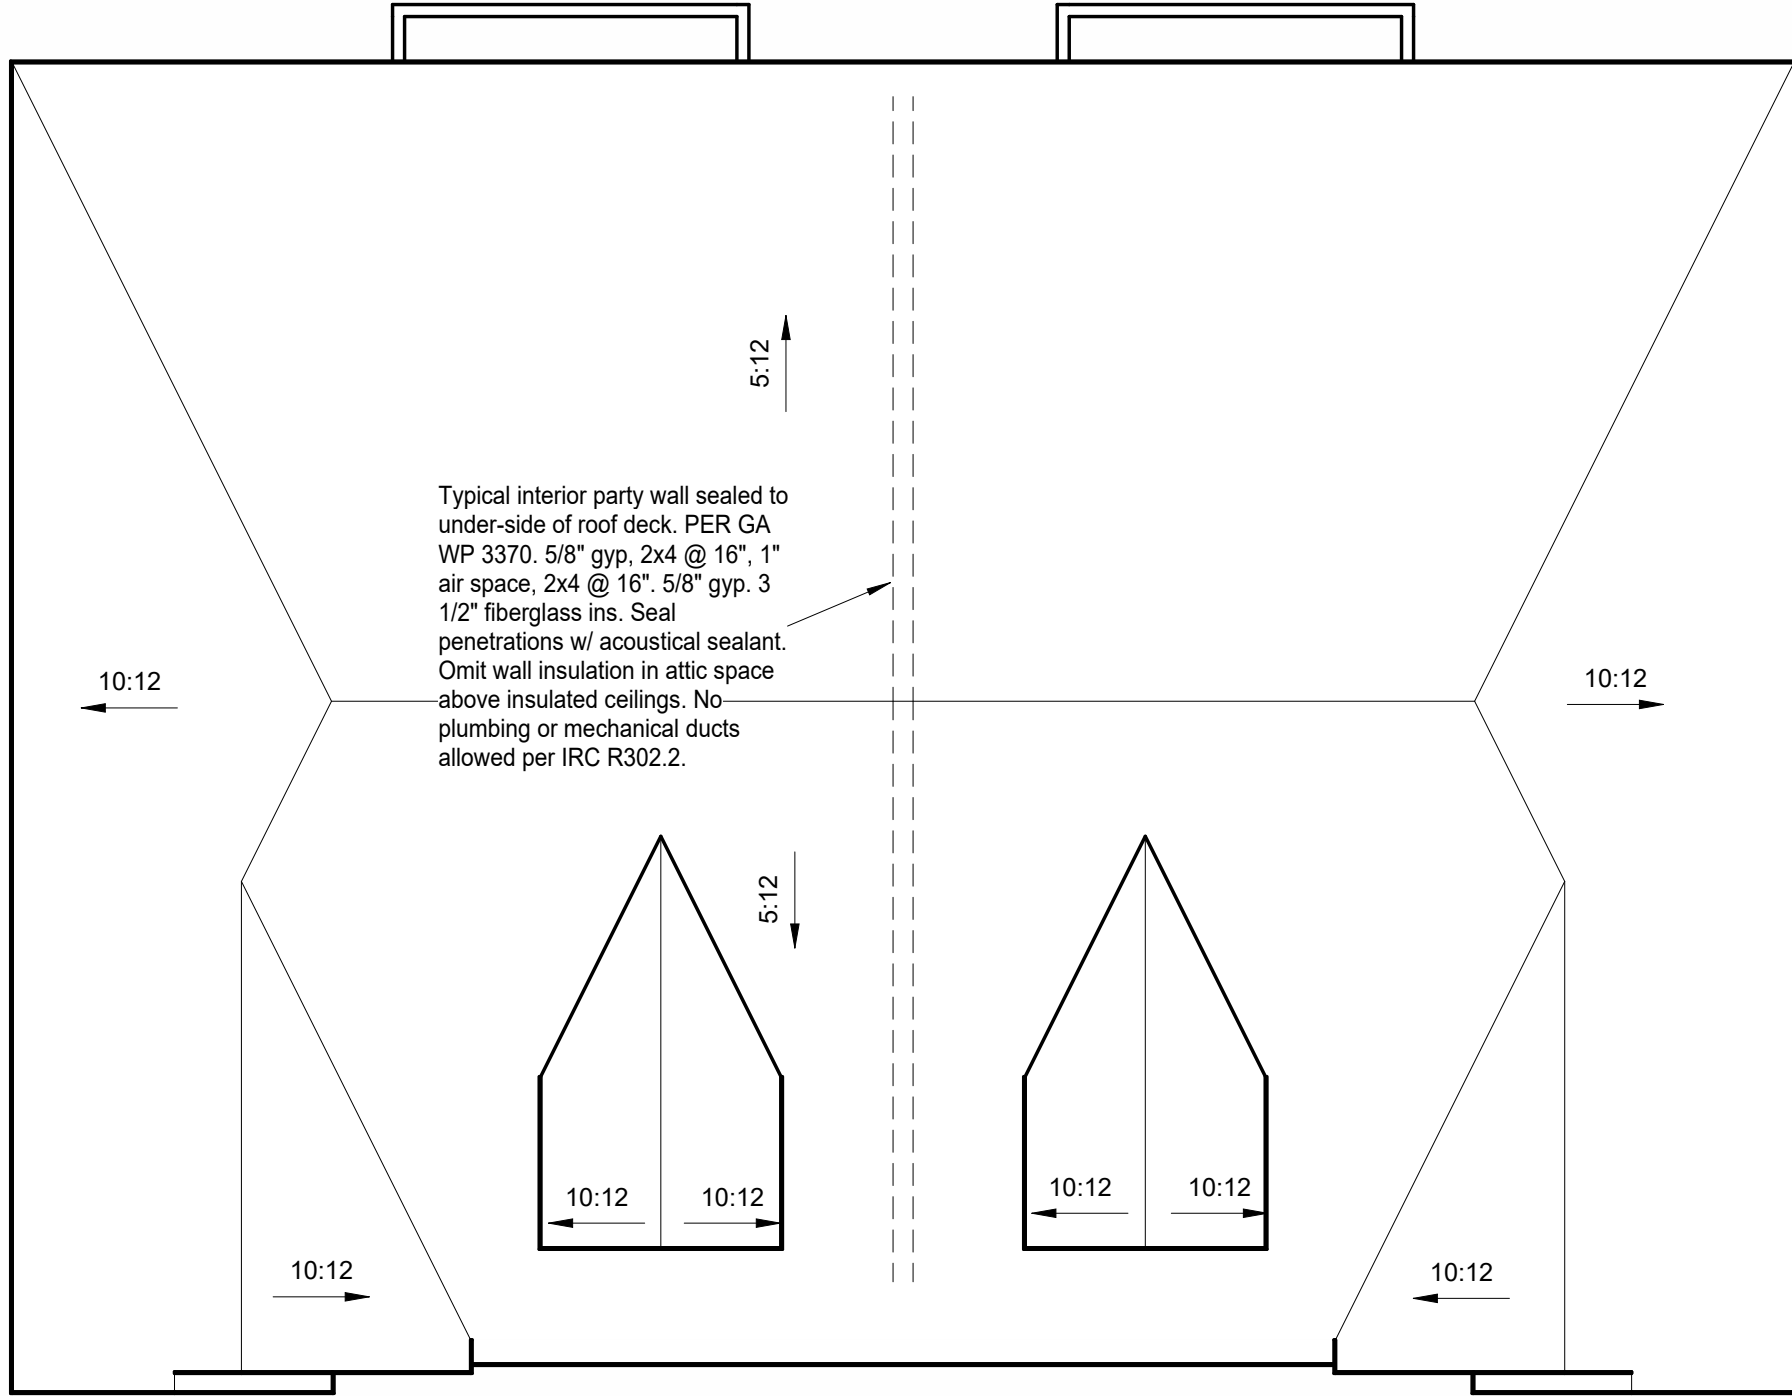 5:12
Typical interior party wall sealed to
under-side of roof deck. PER GA
WP 3370. 5/8" gyp, 2x4 @ 16", 1"
air space, 2x4 @ 16". 5/8" gyp. 3
1/2" fiberglass ins. Seal
penetrations w/ acoustical sealant.
Omit wall insulation in attic space
above insulated ceilings. No
plumbing or mechanical ducts
allowed per IRC R302.2.
10:12
10:12
5:12
10:12
10:12
10:12
10:12
10:12
10:12